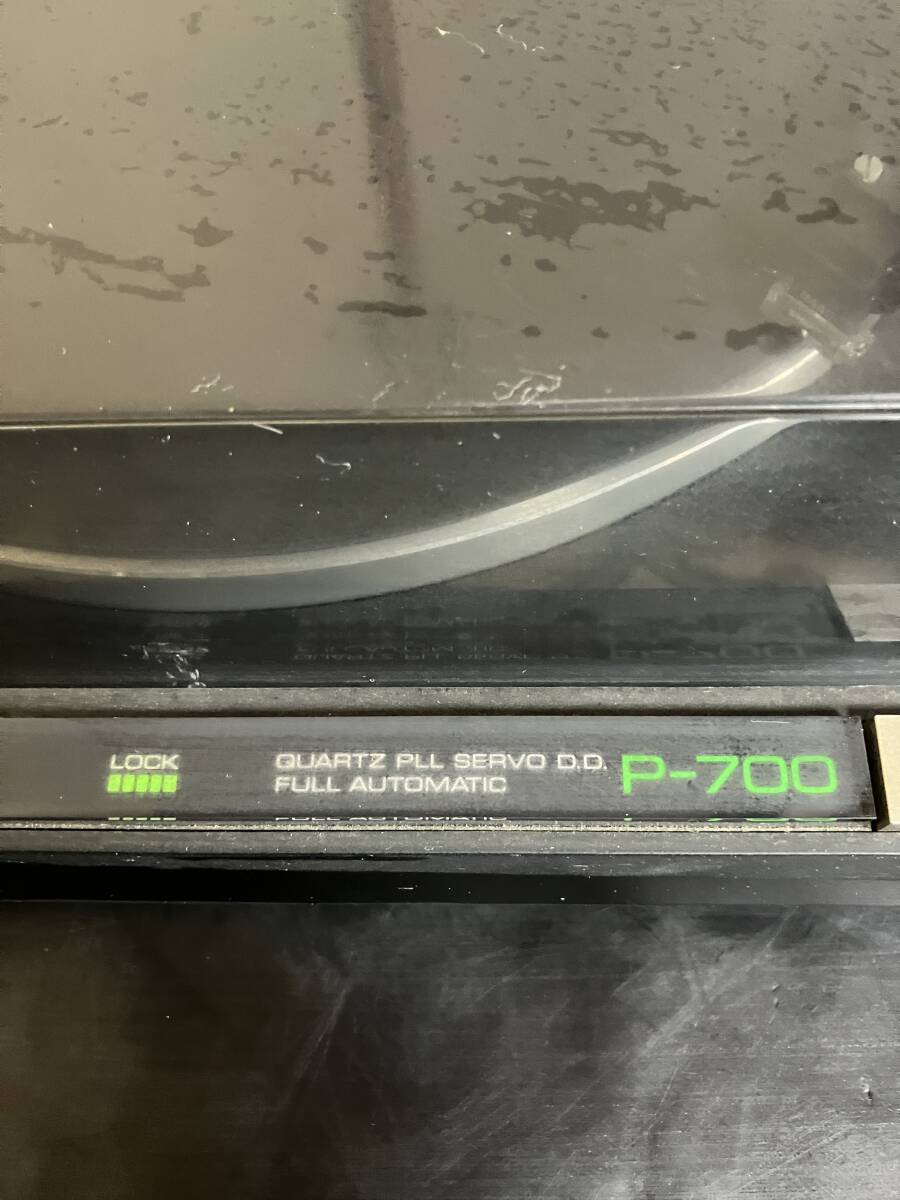 LOCK
QUARTZ PLL SERVO D.D.
FULL AUTOMATIC
P-700